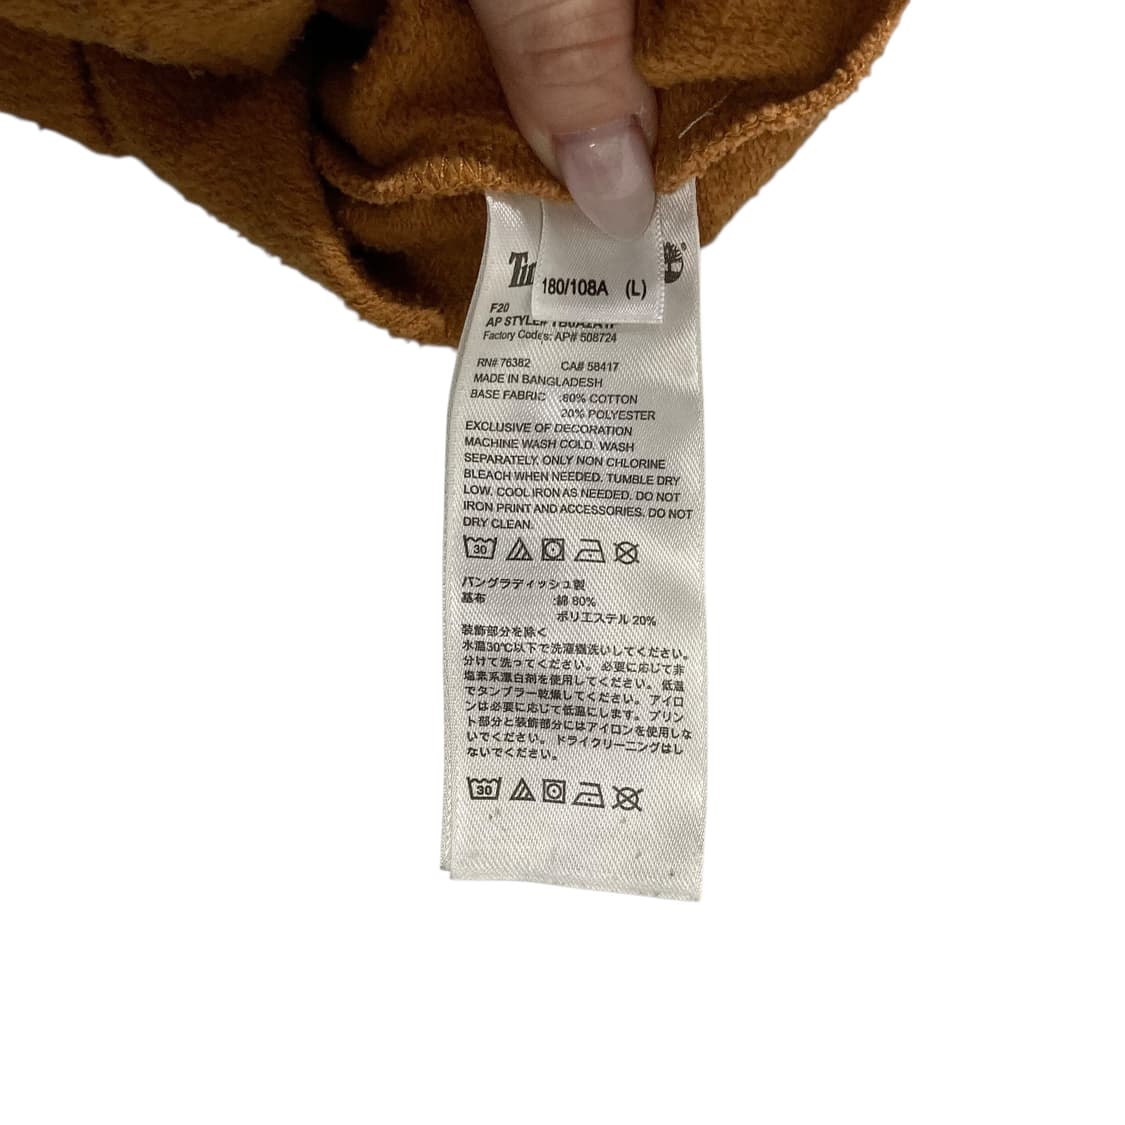 180/108A (L)
F20
AP STYLE#
Factory Codes: AP# 508724
RN# 76382 CA# 58417
MADE IN BANGLADESH
BASE FABRIC :80% COTTON
20% POLYESTER
EXCLUSIVE OF DECORATION
MACHINE WASH COLD. WASH
SEPARATELY. ONLY NON CHLORINE
BLEACH WHEN NEEDED. TUMBLE DRY
LOW. COOL IRON AS NEEDED. DO NOT
IRON PRINT AND ACCESSORIES. DO NOT
DRY CLEAN.
30
バングラディッシュ製
基布 :綿 80%
ポリエステル 20%
装飾部分を除く
水温30℃以下で洗濯機洗いしてください。
分けて洗ってください。 必要に応じて非
塩素系漂白剤を使用してください。 低温
でタンブラー乾燥してください。 アイロ
ンは必要に応じて低温にします。 プリン
ト部分と装飾部分にはアイロンを使用しな
いでください。 ドライクリーニングはし
ないでください。
30